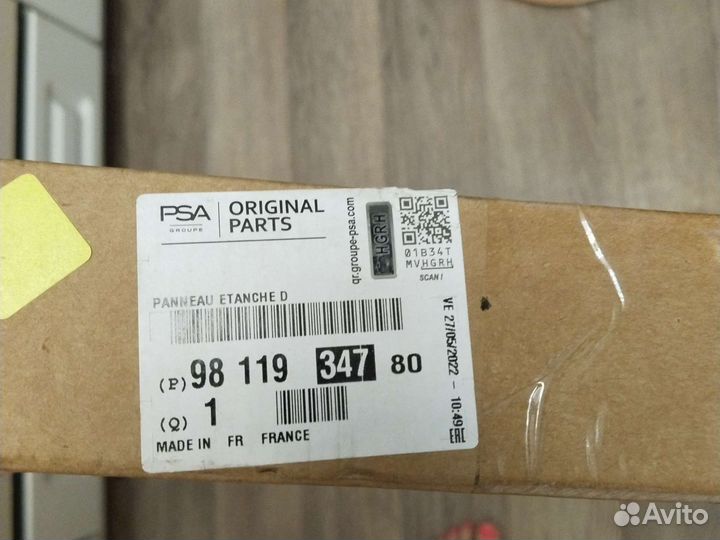 PSA
GROUPE
ORIGINAL
PARTS
qr.groupe-psa.com
HGRH
01B34T
MVHGRH
SCAN!
PANNEAU ETANCHE D
(P) 98 119 347 80
(Q) 1
MADE IN FR FRANCE
VE 27/05/2022 - 10:49
Avito